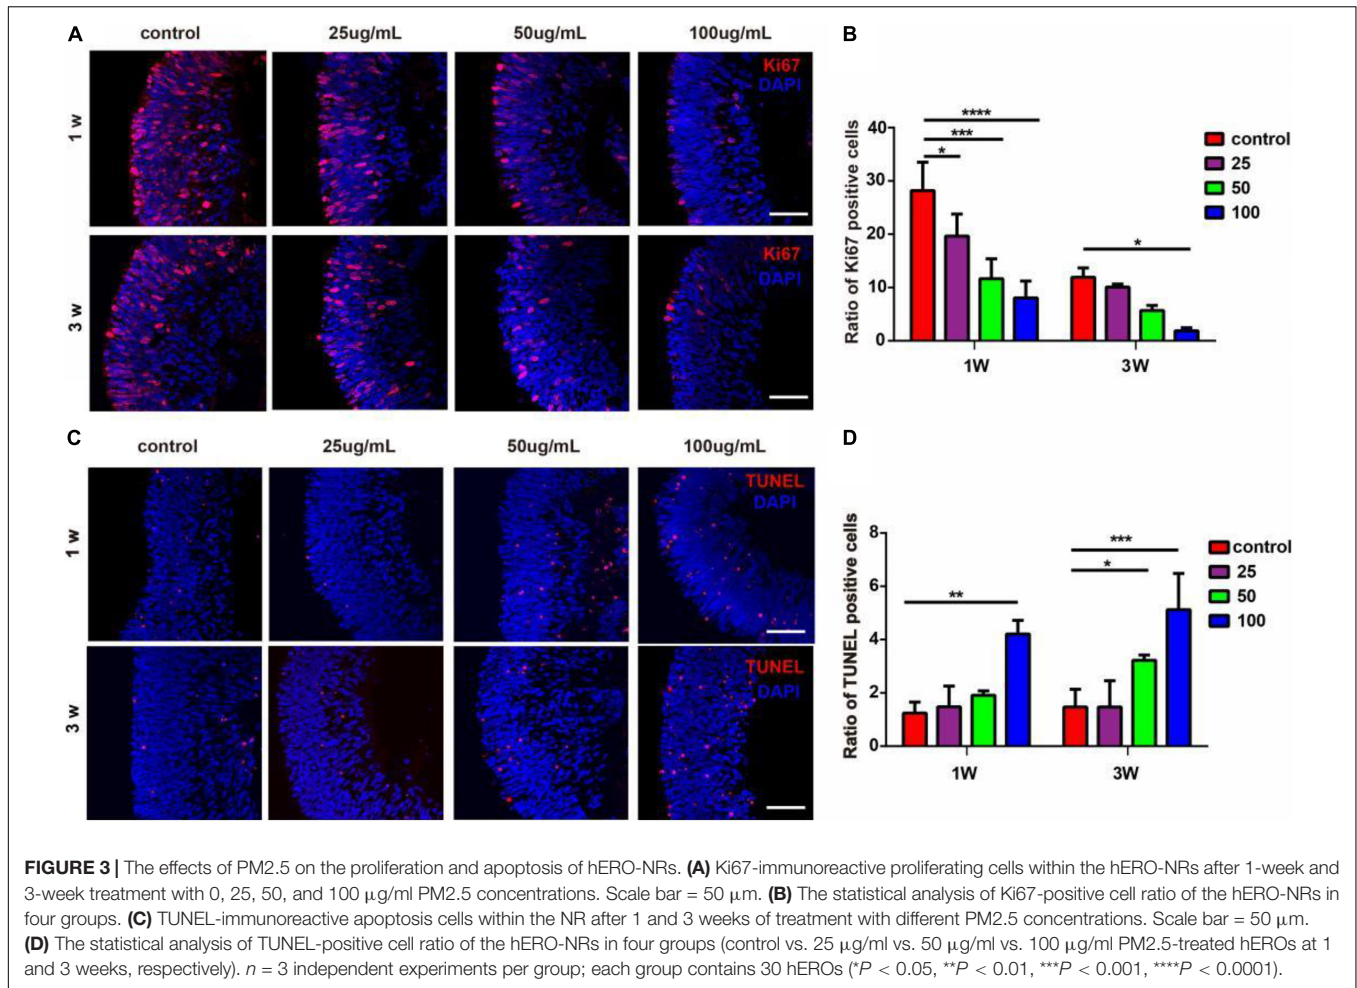 A
control
25ug/mL
50ug/mL
100ug/mL
1 w
Ki67
DAPI
3 w
Ki67
DAPI
B
Ratio of Ki67 positive cells
40
30
20
10
0
****
***
*
*
1W
3W
control
25
50
100
C
control
25ug/mL
50ug/mL
100ug/mL
1 w
TUNEL
DAPI
3 w
TUNEL
DAPI
D
Ratio of TUNEL positive cells
8
6
4
2
0
**
***
*
1W
3W
control
25
50
100
FIGURE 3 | The effects of PM2.5 on the proliferation and apoptosis of hERO-NRs. (A) Ki67-immunoreactive proliferating cells within the hERO-NRs after 1-week and
3-week treatment with 0, 25, 50, and 100 μg/ml PM2.5 concentrations. Scale bar = 50 μm. (B) The statistical analysis of Ki67-positive cell ratio of the hERO-NRs in
four groups. (C) TUNEL-immunoreactive apoptosis cells within the NR after 1 and 3 weeks of treatment with different PM2.5 concentrations. Scale bar = 50 μm.
(D) The statistical analysis of TUNEL-positive cell ratio of the hERO-NRs in four groups (control vs. 25 μg/ml vs. 50 μg/ml vs. 100 μg/ml PM2.5-treated hEROs at 1
and 3 weeks, respectively). n = 3 independent experiments per group; each group contains 30 hEROs (*P < 0.05, **P < 0.01, ***P < 0.001, ****P < 0.0001).